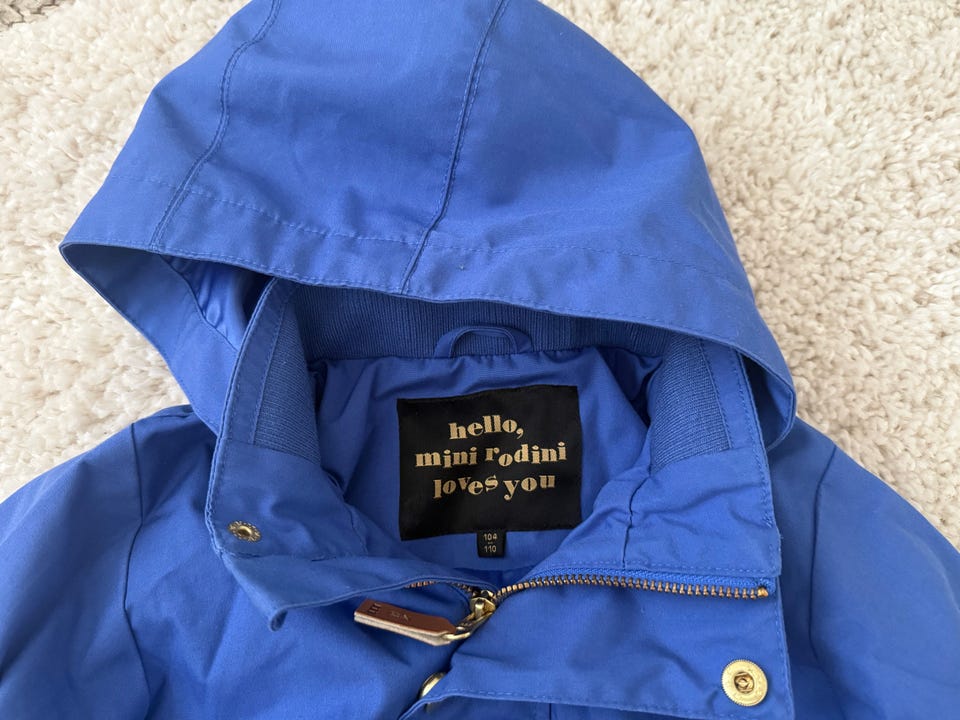 hello,
mini rodini
loves you
104
110